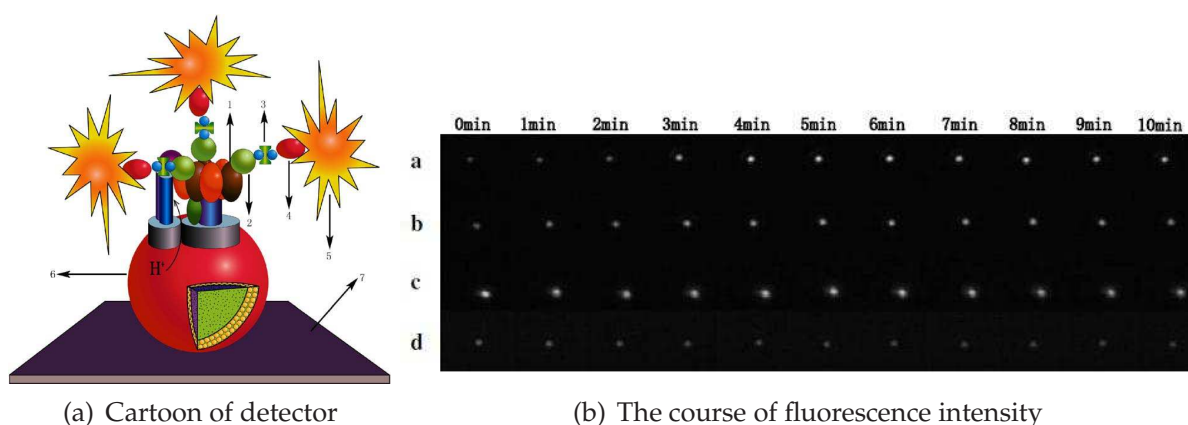 1
3
2
4
5
6
H⁺
7
0min 1min 2min 3min 4min 5min 6min 7min 8min 9min 10min
a
b
c
d
(a) Cartoon of detector
(b) The course of fluorescence intensity